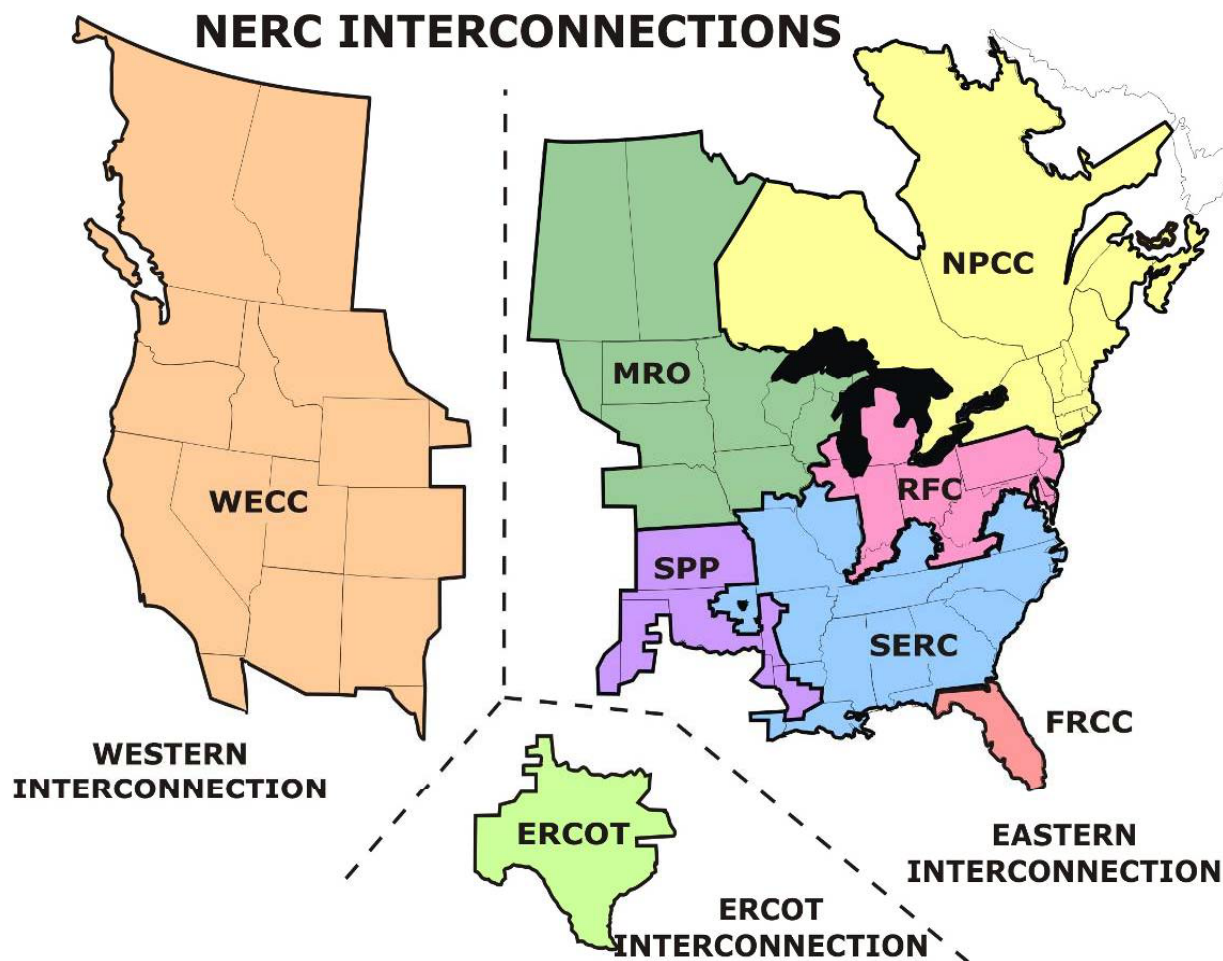 NERC INTERCONNECTIONS
NPCC
MRO
RFC
WECC
SPP
SERC
FRCC
WESTERN
INTERCONNECTION
ERCOT
EASTERN
INTERCONNECTION
ERCOT
INTERCONNECTION